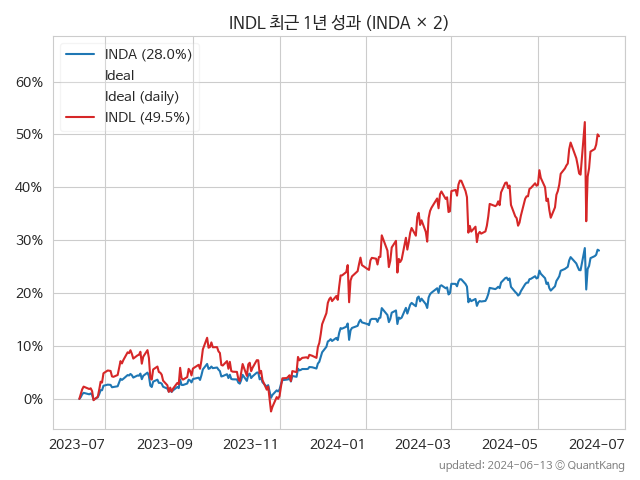 INDL 최근 1년 성과 (INDA × 2)
INDA (28.0%)
Ideal
Ideal (daily)
INDL (49.5%)
60%
50%
40%
30%
20%
10%
0%
2023−07 2023−09 2023−11 2024−01 2024−03 2024−05 2024−07
updated: 2024-06-13 ⓒ QuantKang